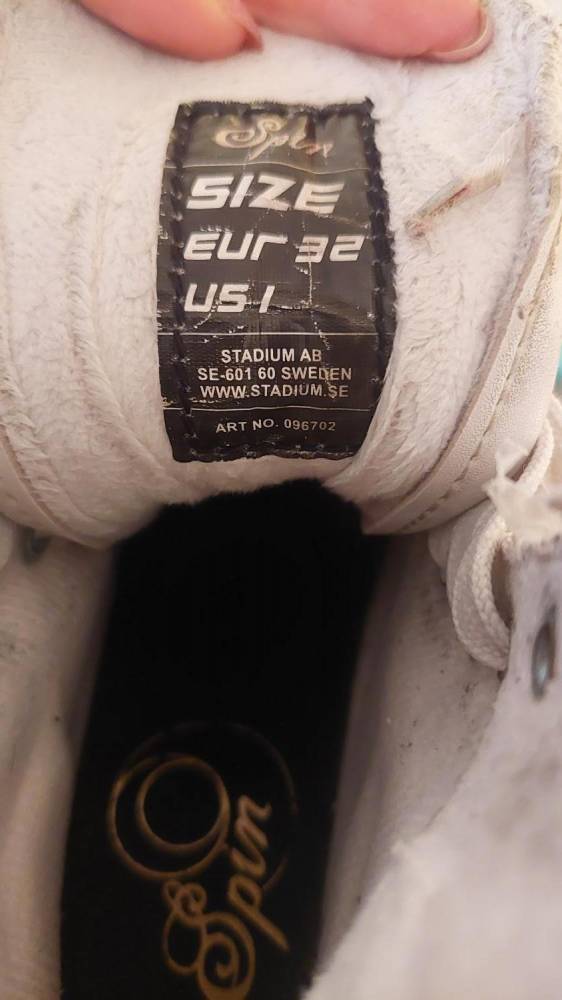 Spin
SIZE
EUR 32
US 1
STADIUM AB
SE-601 60 SWEDEN
WWW.STADIUM.SE
ART NO. 096702
Spin